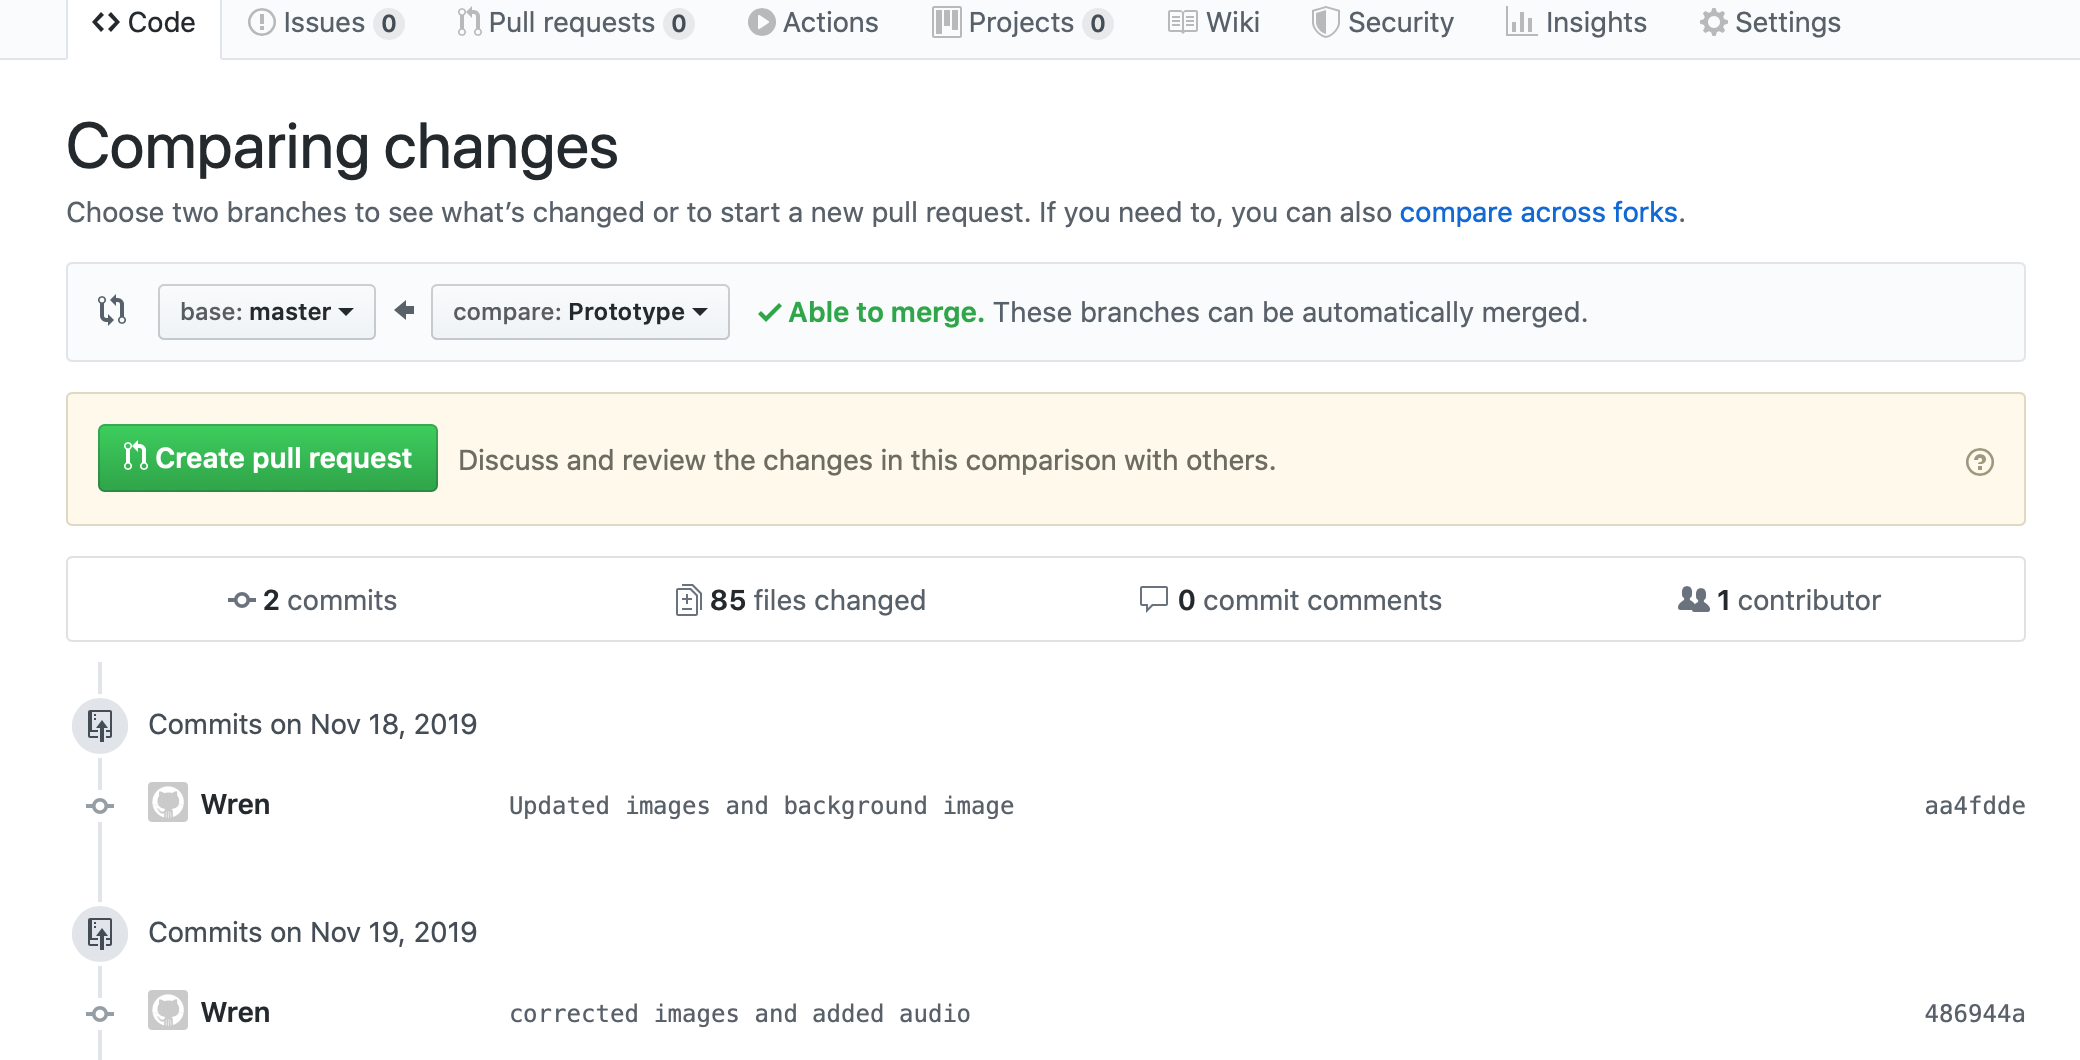 Code Issues 0 Pull requests 0 Actions Projects 0 Wiki Security Insights Settings
Comparing changes
Choose two branches to see what’s changed or to start a new pull request. If you need to, you can also compare across forks.
base: master compare: Prototype Able to merge. These branches can be automatically merged.
Create pull request Discuss and review the changes in this comparison with others.
2 commits 85 files changed 0 commit comments 1 contributor
Commits on Nov 18, 2019
Wren Updated images and background image aa4fdde
Commits on Nov 19, 2019
Wren corrected images and added audio 486944a